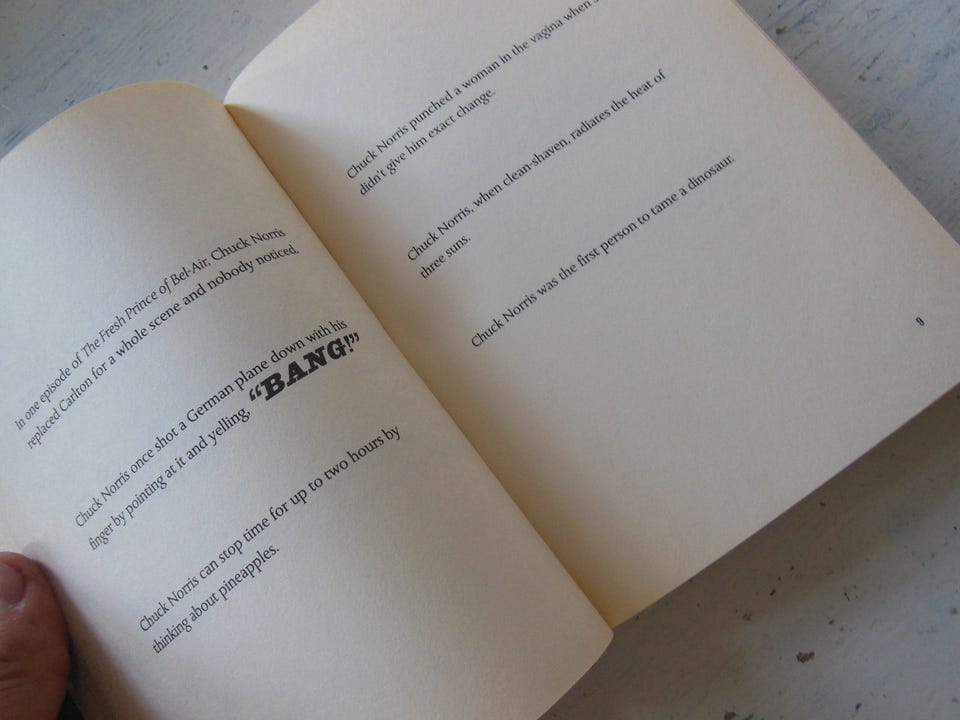 In one episode of The Fresh Prince of Bel-Air, Chuck Norris
replaced Carlton for a whole scene and nobody noticed.
Chuck Norris once shot a German plane down with his
finger by pointing at it and yelling, “BANG!”
Chuck Norris can stop time for up to two hours by
thinking about pineapples.
Chuck Norris punched a woman in the vagina when
didn't give him exact change.
Chuck Norris, when clean-shaven, radiates the heat of
three suns.
Chuck Norris was the first person to tame a dinosaur.
9